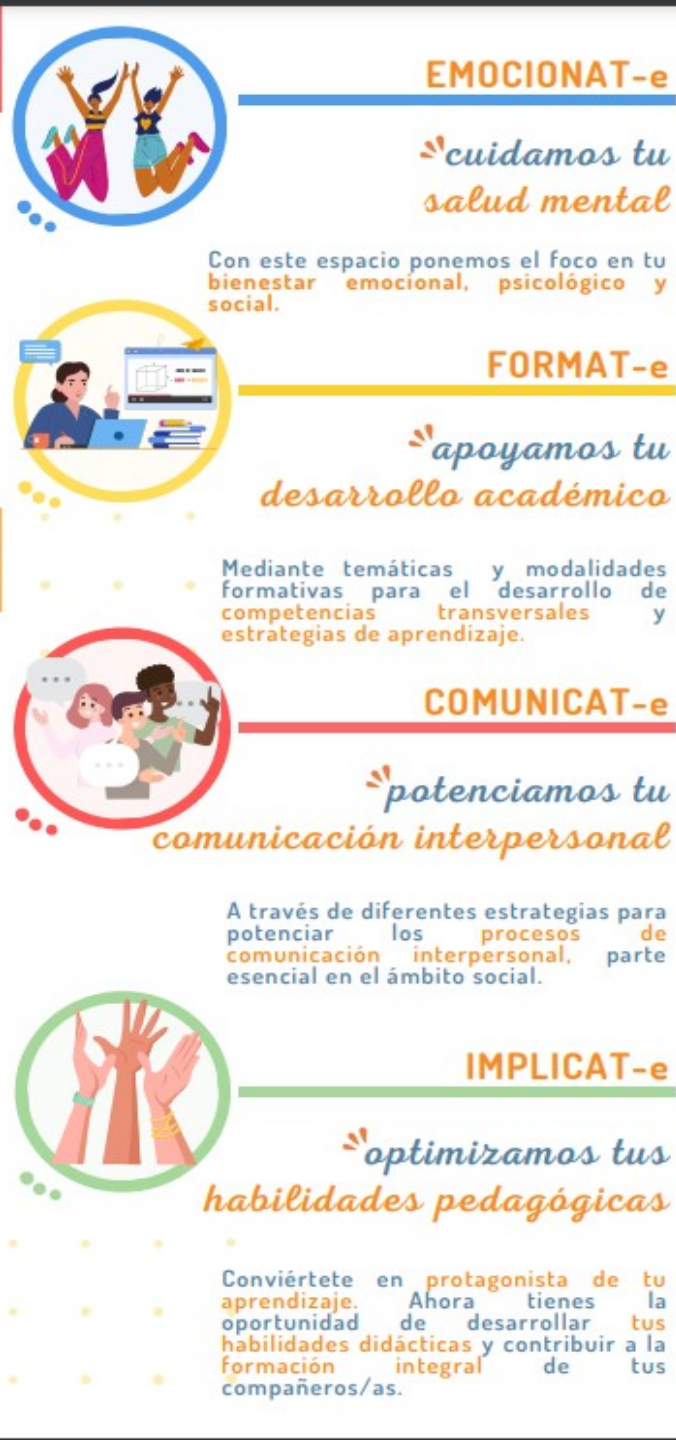 EMOCIONAT-e
cuidamos tu
salud mental
Con este espacio ponemos el foco en tu
bienestar emocional, psicológico y
social.
FORMAT-e
apoyamos tu
desarrollo académico
Mediante temáticas y modalidades
formativas para el desarrollo de
competencias transversales y
estrategias de aprendizaje.
COMUNICAT-e
potenciamos tu
comunicación interpersonal
A través de diferentes estrategias para
potenciar los procesos de
comunicación interpersonal, parte
esencial en el ámbito social.
IMPLICAT-e
optimizamos tus
habilidades pedagógicas
Conviértete en protagonista de tu
aprendizaje. Ahora tienes la
oportunidad de desarrollar tus
habilidades didácticas y contribuir a la
formación integral de tus
compañeros/as.